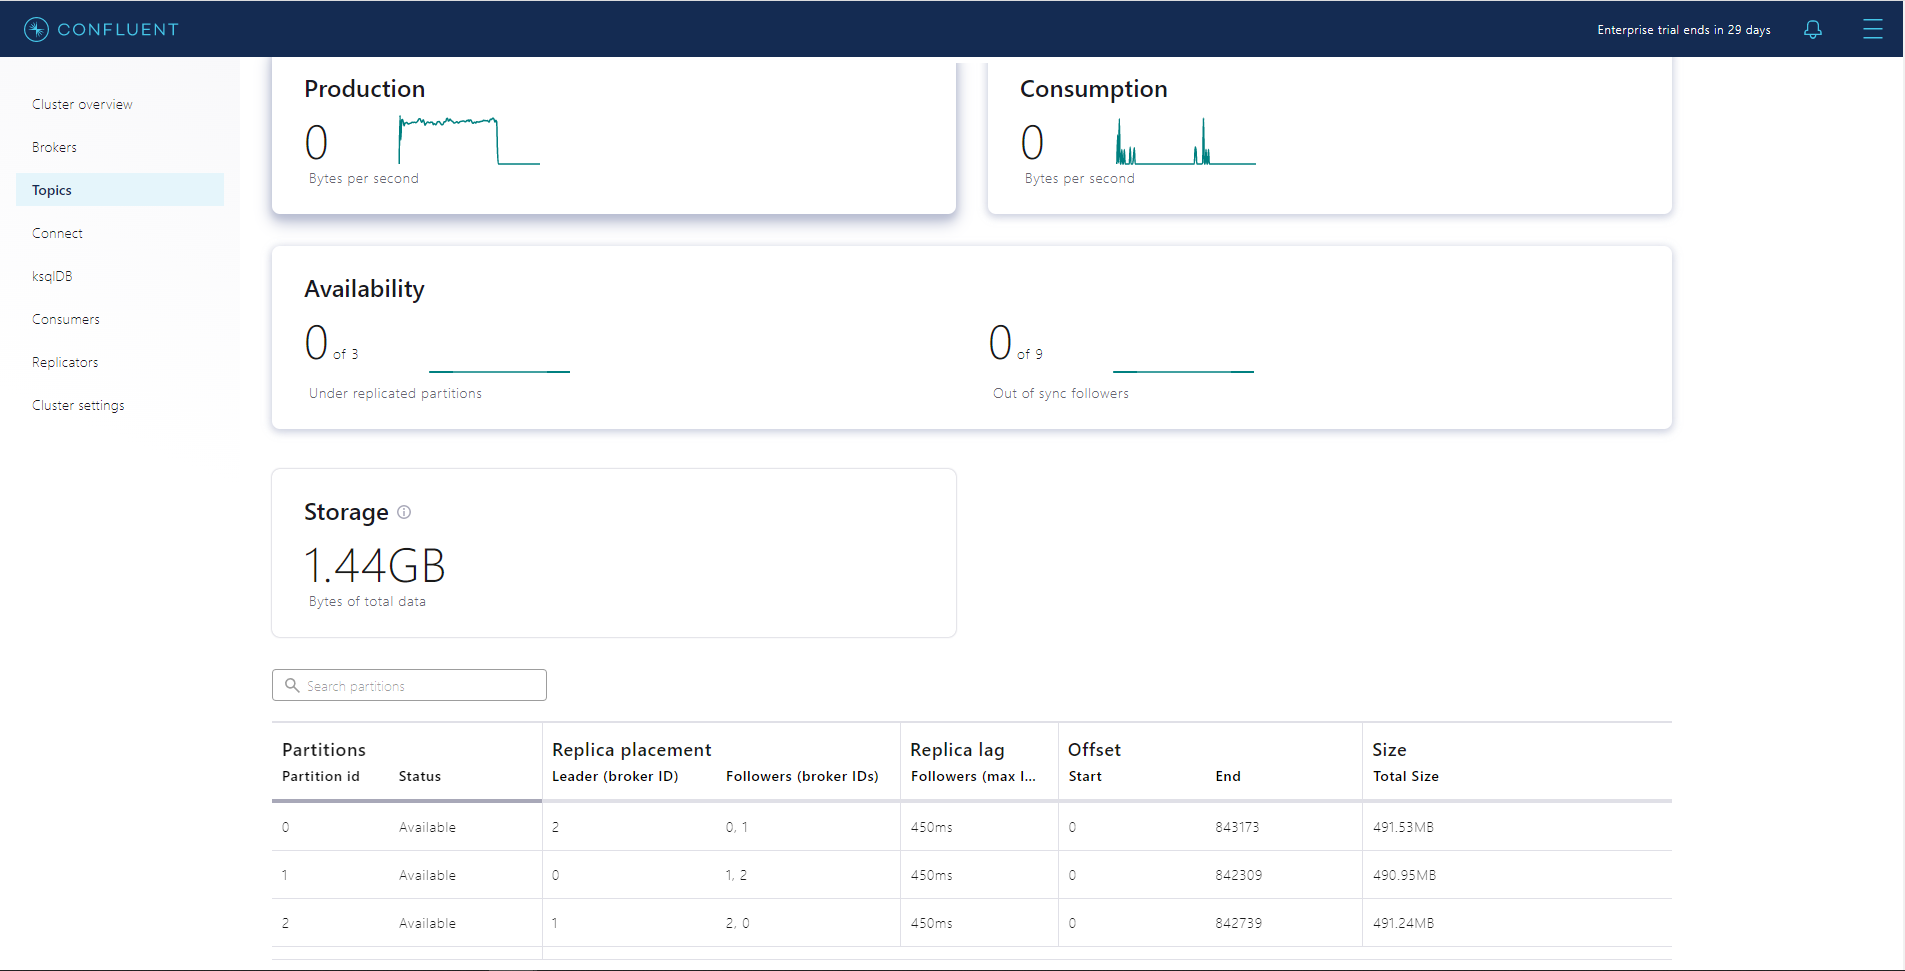 CONFLUENT
Enterprise trial ends in 29 days
Cluster overview
Brokers
Topics
Connect
ksqlDB
Consumers
Replicators
Cluster settings
Production
0
Bytes per second
Consumption
0
Bytes per second
Availability
0 of 3
Under replicated partitions
0 of 9
Out of sync followers
Storage
1.44GB
Bytes of total data
Search partitions
Partitions Replica placement Replica lag Offset Size
Partition id Status Leader (broker ID) Followers (broker IDs) Followers (max l... Start End Total Size
0 Available 2 0, 1 450ms 0 843173 491.53MB
1 Available 0 1, 2 450ms 0 842309 490.95MB
2 Available 1 2, 0 450ms 0 842739 491.24MB